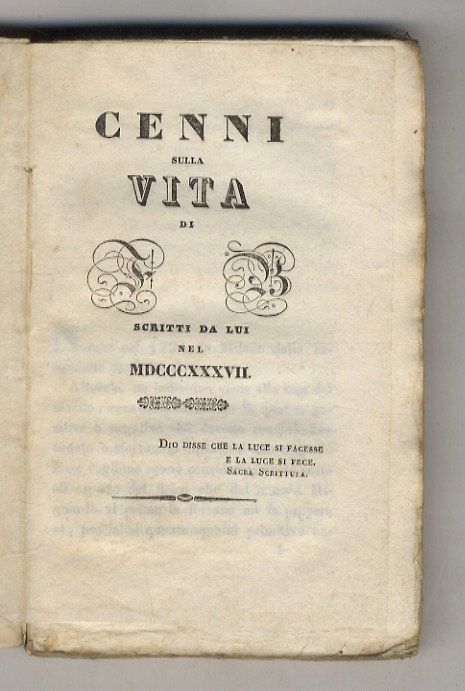 CENNI
SULLA
VITA
DI
F B
SCRITTI DA LUI
NEL
MDCCCXXXVII.
DIO DISSE CHE LA LUCE SI FACESSE
E LA LUCE SI FECE.
SACRA SCRITTURA.